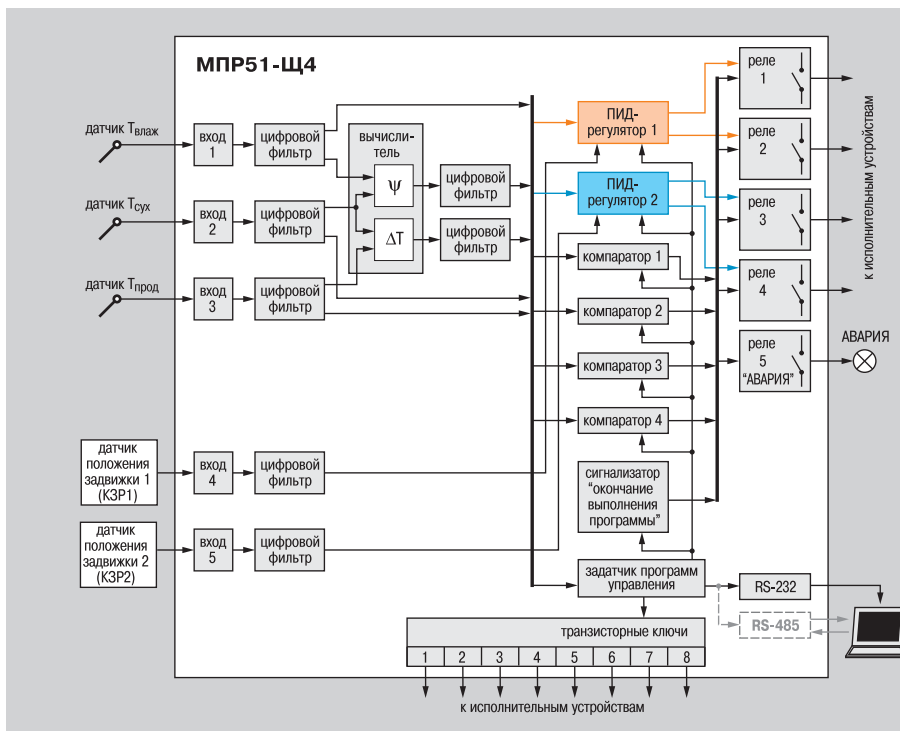 МПР51-Щ4
датчик Tвлаж
вход
1
цифровой
фильтр
вычисли-
тель
ψ
ΔT
цифровой
фильтр
цифровой
фильтр
датчик Tсух
вход
2
цифровой
фильтр
датчик Tпрод
вход
3
цифровой
фильтр
датчик
положения
задвижки 1
(КЗР1)
вход
4
цифровой
фильтр
датчик
положения
задвижки 2
(КЗР2)
вход
5
цифровой
фильтр
ПИД-
регулятор 1
ПИД-
регулятор 2
компаратор 1
компаратор 2
компаратор 3
компаратор 4
сигнализатор
“окончание
выполнения
программы”
задатчик программ
управления
реле
1
реле
2
реле
3
реле
4
реле
5
“АВАРИЯ”
к исполнительным устройствам
АВАРИЯ
RS-232
RS-485
транзисторные ключи
1 2 3 4 5 6 7 8
к исполнительным устройствам